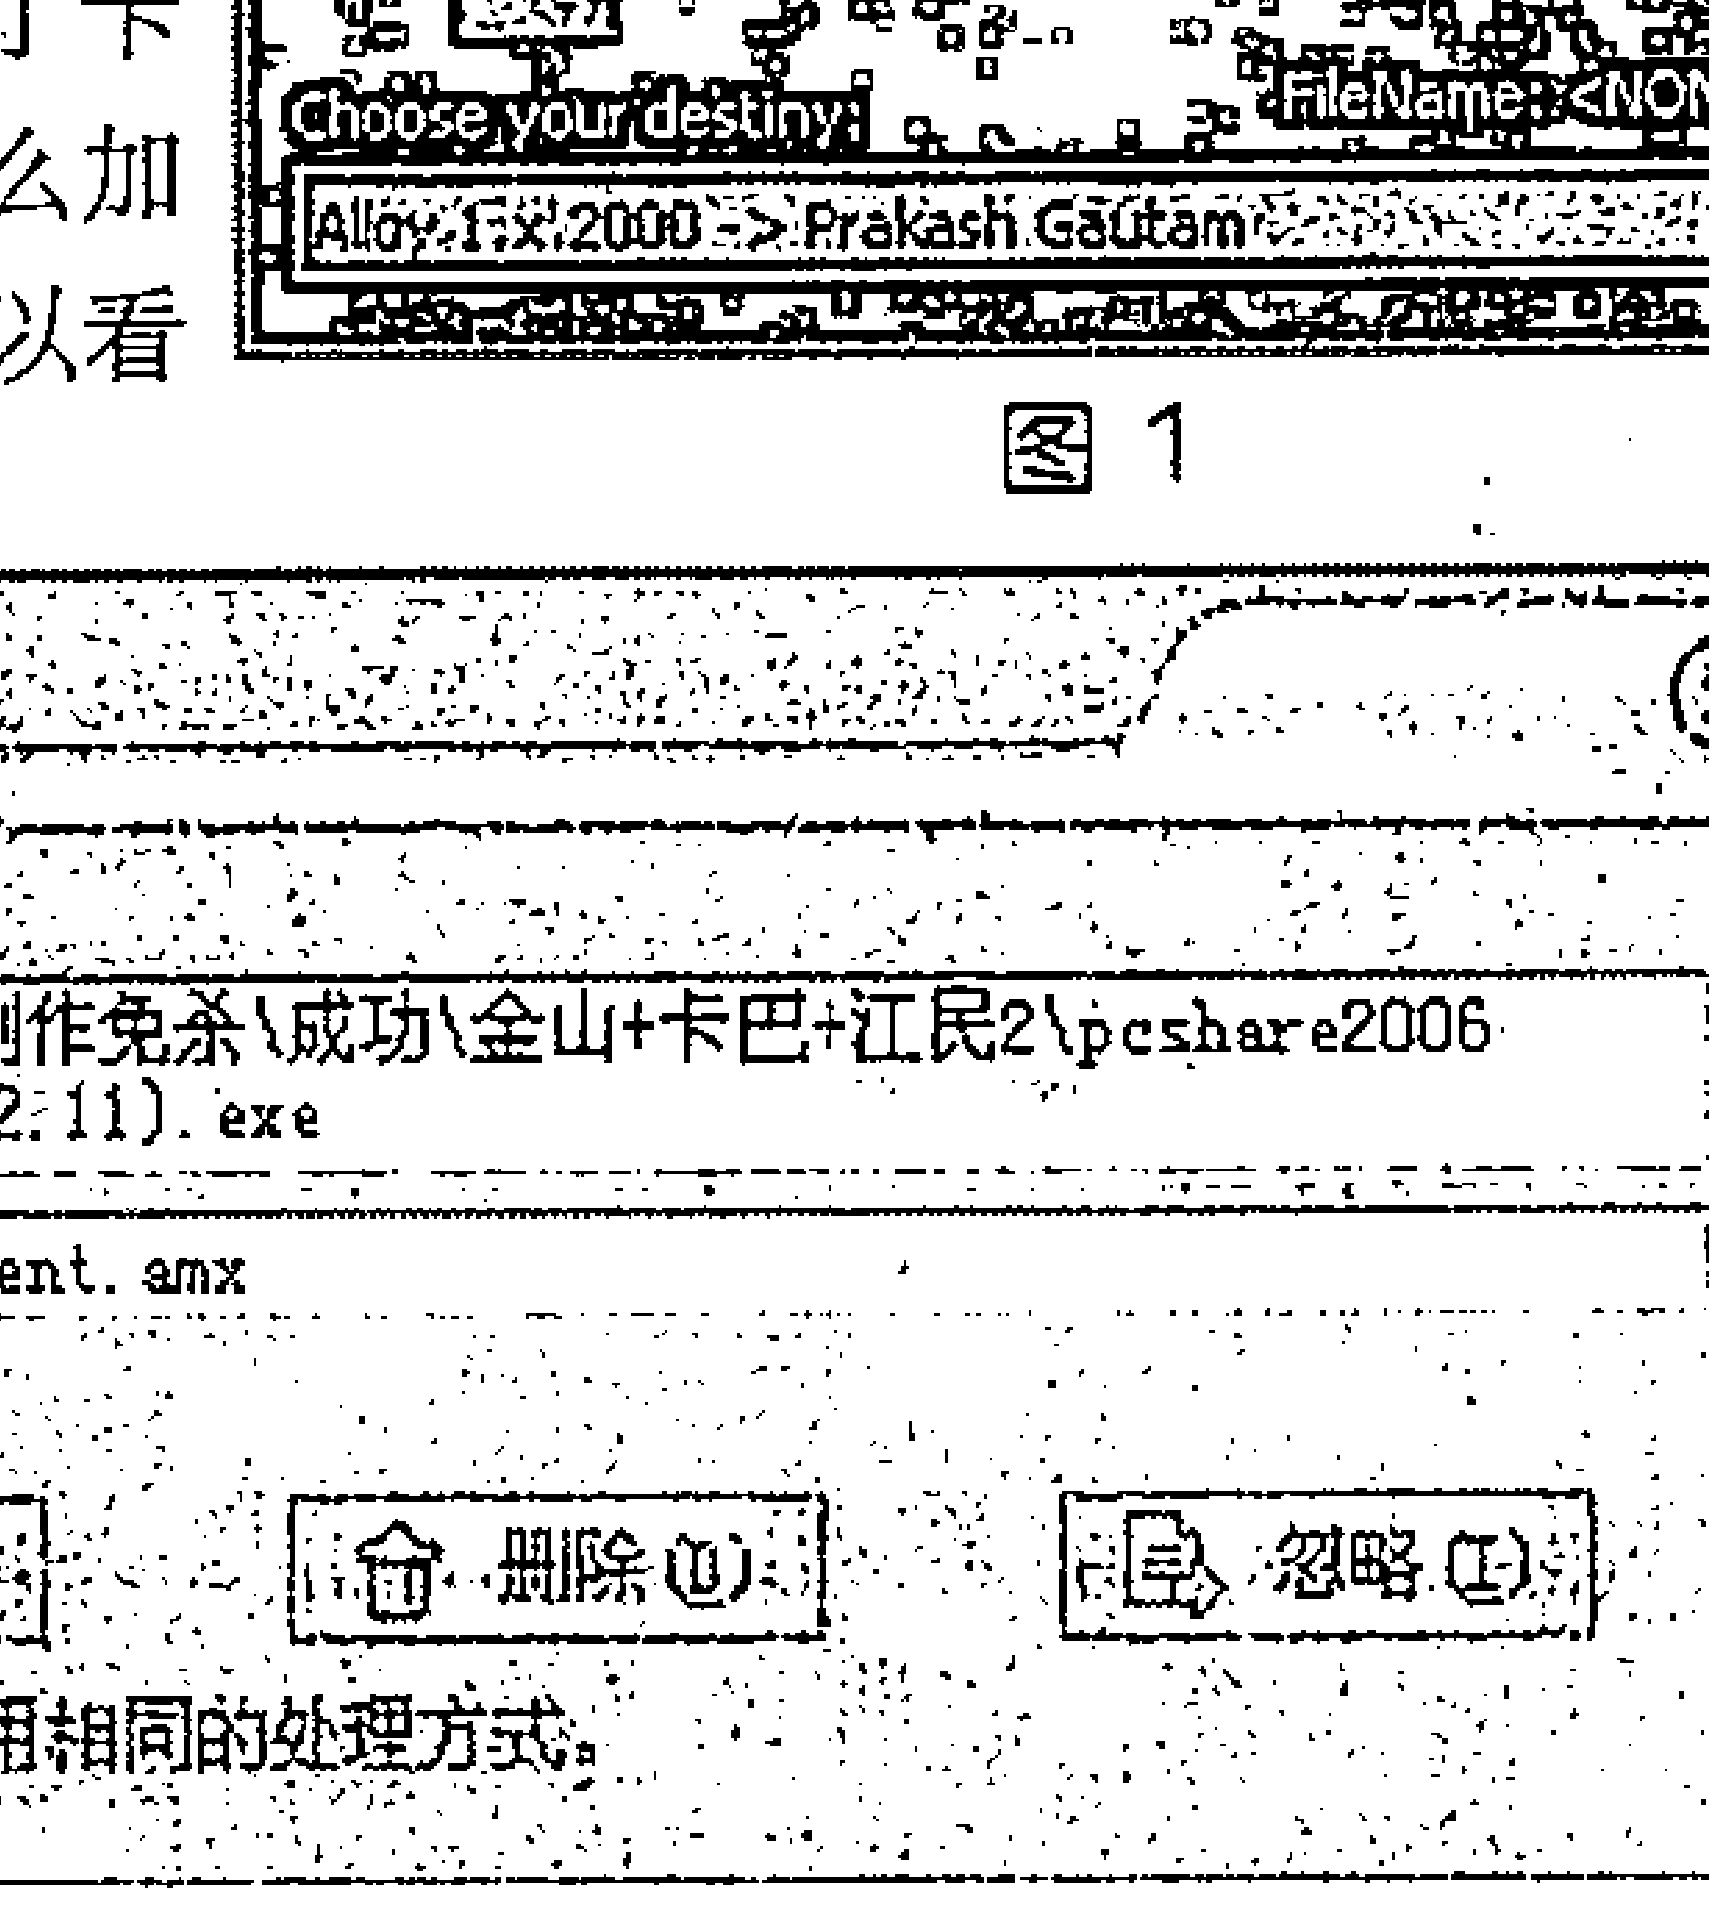 卡
么加
以看
Choose your destiny:
FileName: <NON
Alloy 1.x.2000 -> Prakash Gautam
图 1
制作免杀\成功\金山+卡巴+江民2\pcshare2006
2.11).exe
ent.amx
删除(D)
忽略(I)
用相同的处理方式。